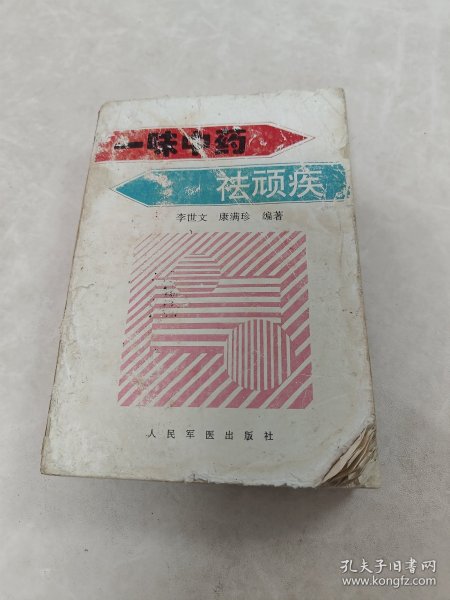 一味中药
祛顽疾
李世文 康满珍 编著
人民军医出版社
孔夫子旧书网
www.kongfz.com